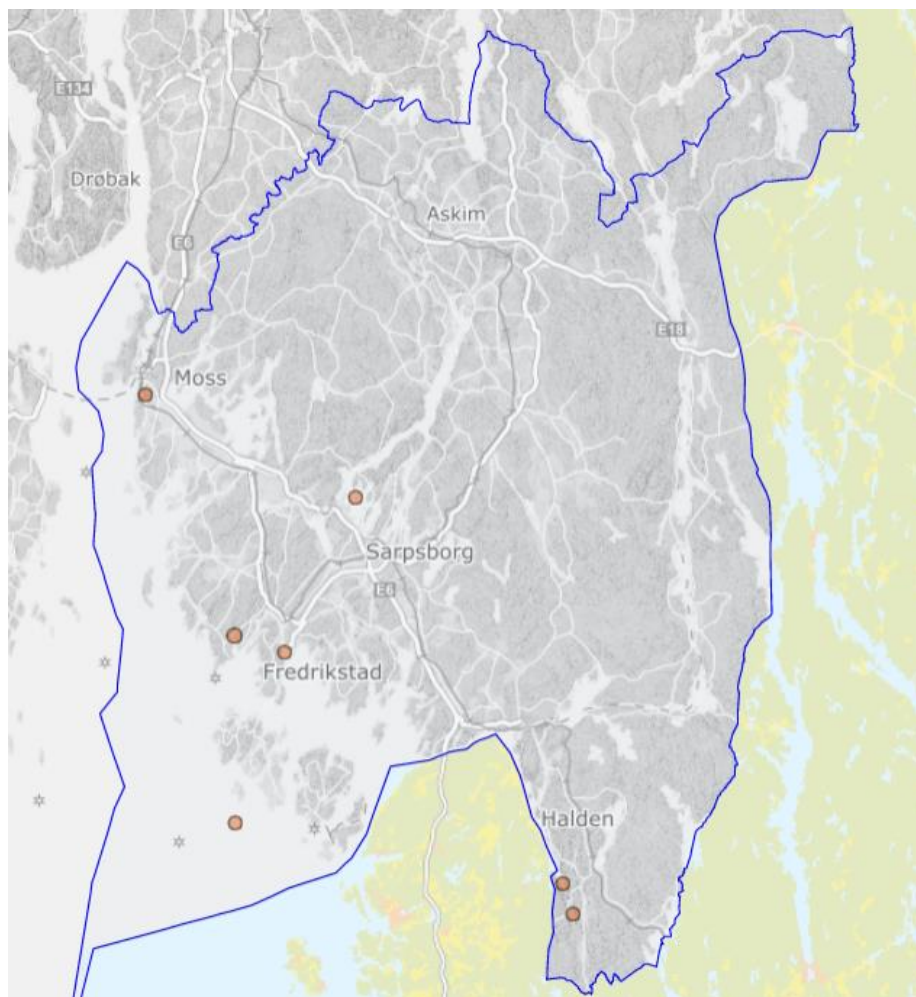 E134
Drøbak
Askim
E6
E18
Moss
Sarpsborg
E6
Fredrikstad
Halden